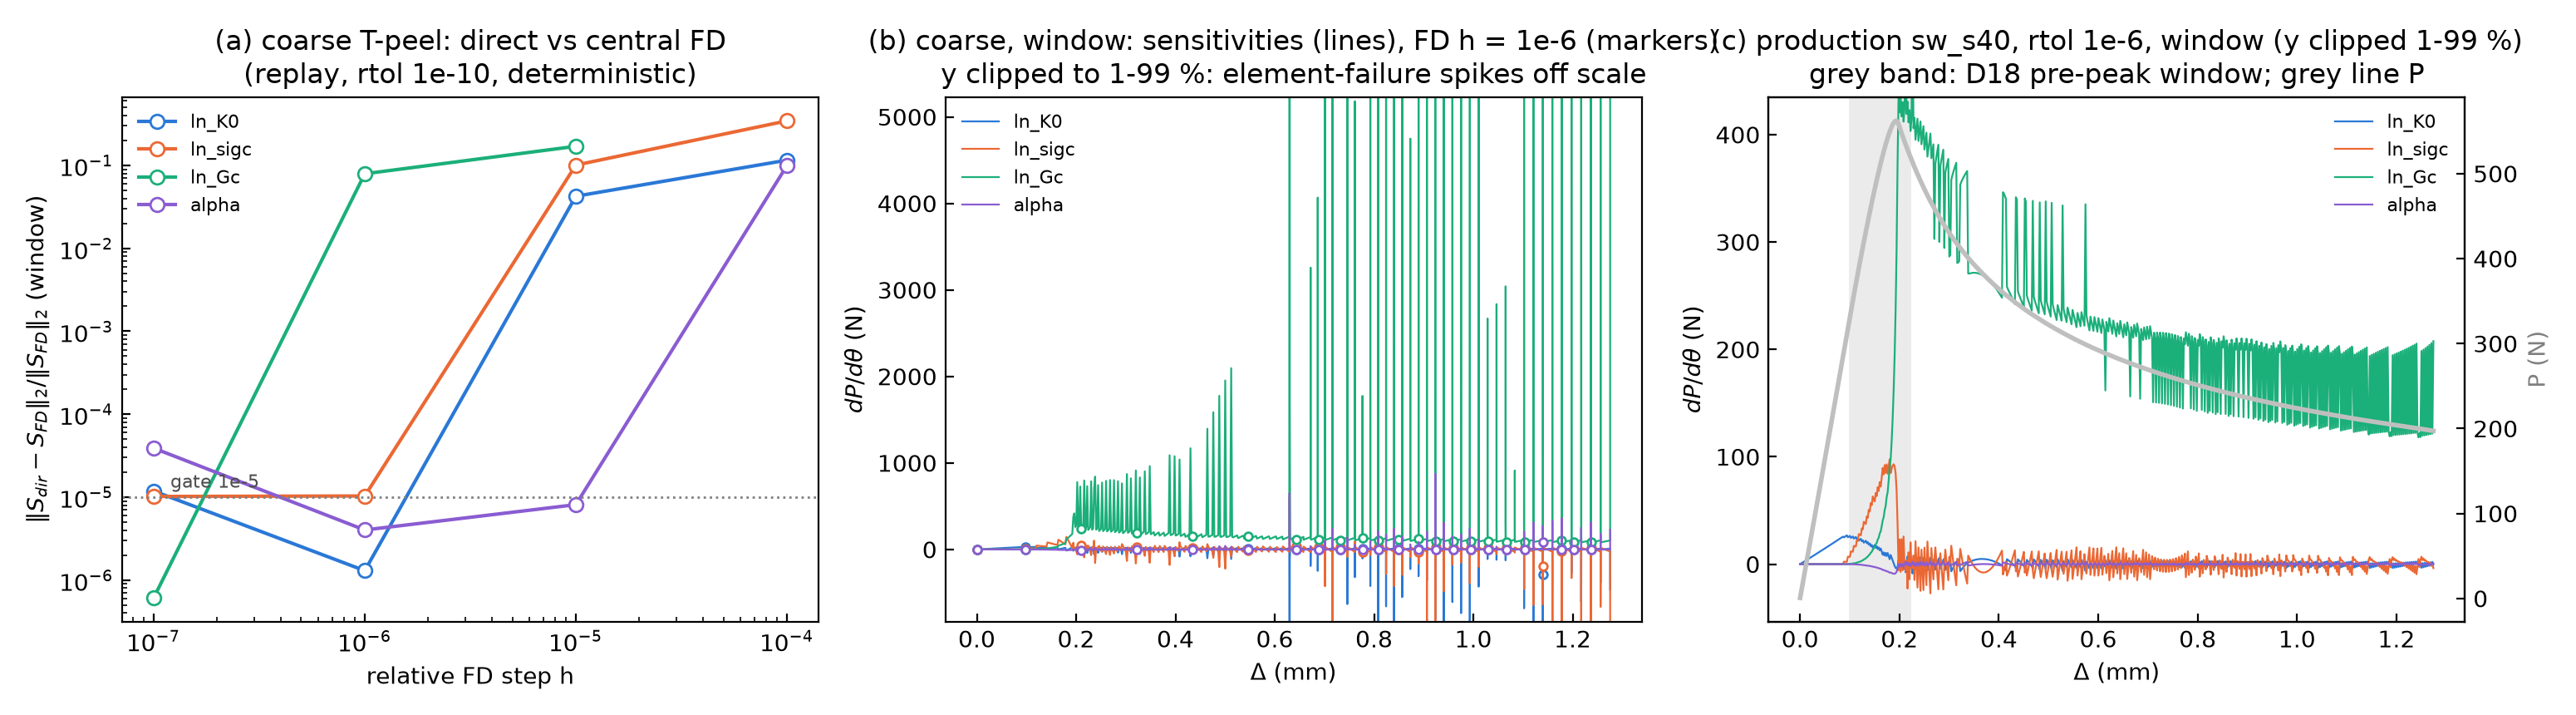 (a) coarse T-peel: direct vs central FD
(replay, rtol 1e-10, deterministic)
ln_K0
ln_sigc
ln_Gc
alpha
gate 1e-5
10⁻¹
10⁻²
10⁻³
10⁻⁴
10⁻⁵
10⁻⁶
‖S_dir − S_FD‖₂/‖S_FD‖₂ (window)
10⁻⁷
10⁻⁶
10⁻⁵
10⁻⁴
relative FD step h
(b) coarse, window: sensitivities (lines), FD h = 1e-6 (markers)
y clipped to 1-99 %: element-failure spikes off scale
ln_K0
ln_sigc
ln_Gc
alpha
5000
4000
3000
2000
1000
0
dP/dθ (N)
0.0
0.2
0.4
0.6
0.8
1.0
1.2
Δ (mm)
(c) production sw_s40, rtol 1e-6, window (y clipped 1-99 %)
grey band: D18 pre-peak window; grey line P
ln_K0
ln_sigc
ln_Gc
alpha
400
300
200
100
0
dP/dθ (N)
500
400
300
200
100
0
P (N)
0.0
0.2
0.4
0.6
0.8
1.0
1.2
Δ (mm)